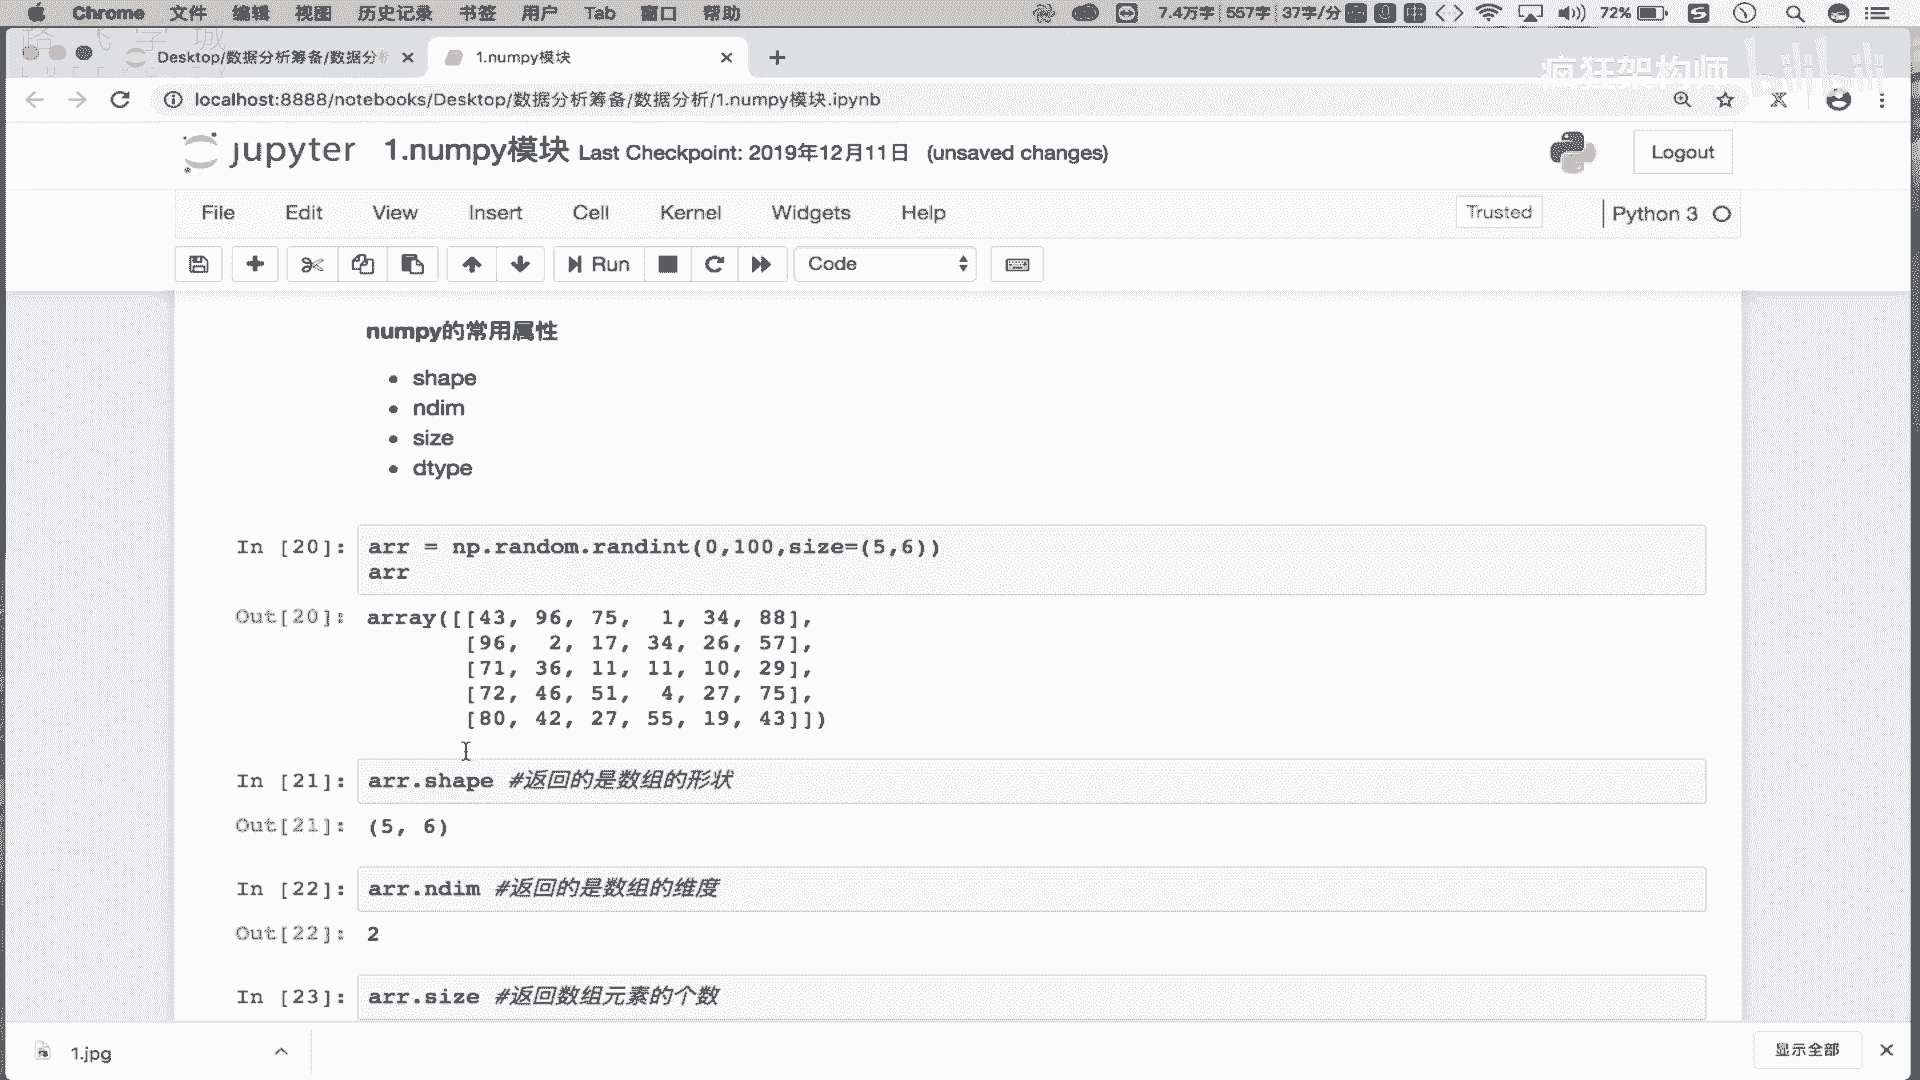 Chrome 文件 编辑 视图 历史记录 书签 用户 Tab 窗口 帮助 7.4万字 557字 37字/分 72%
Desktop/数据分析筹备/数据分析 1.numpy模块
疯狂架构师 bilibili
localhost:8888/notebooks/Desktop/数据分析筹备/数据分析/1.numpy模块.ipynb
jupyter 1.numpy模块 Last Checkpoint: 2019年12月11日 (unsaved changes) Logout
File Edit View Insert Cell Kernel Widgets Help Trusted Python 3
Run Code
numpy的常用属性
shape
ndim
size
dtype
In [20]: arr = np.random.randint(0,100,size=(5,6))
arr
Out[20]: array([[43, 96, 75, 1, 34, 88],
[96, 2, 17, 34, 26, 57],
[71, 36, 11, 11, 10, 29],
[72, 46, 51, 4, 27, 75],
[80, 42, 27, 55, 19, 43]])
In [21]: arr.shape #返回的是数组的形状
Out[21]: (5, 6)
In [22]: arr.ndim #返回的是数组的维度
Out[22]: 2
In [23]: arr.size #返回数组元素的个数
1.jpg 显示全部